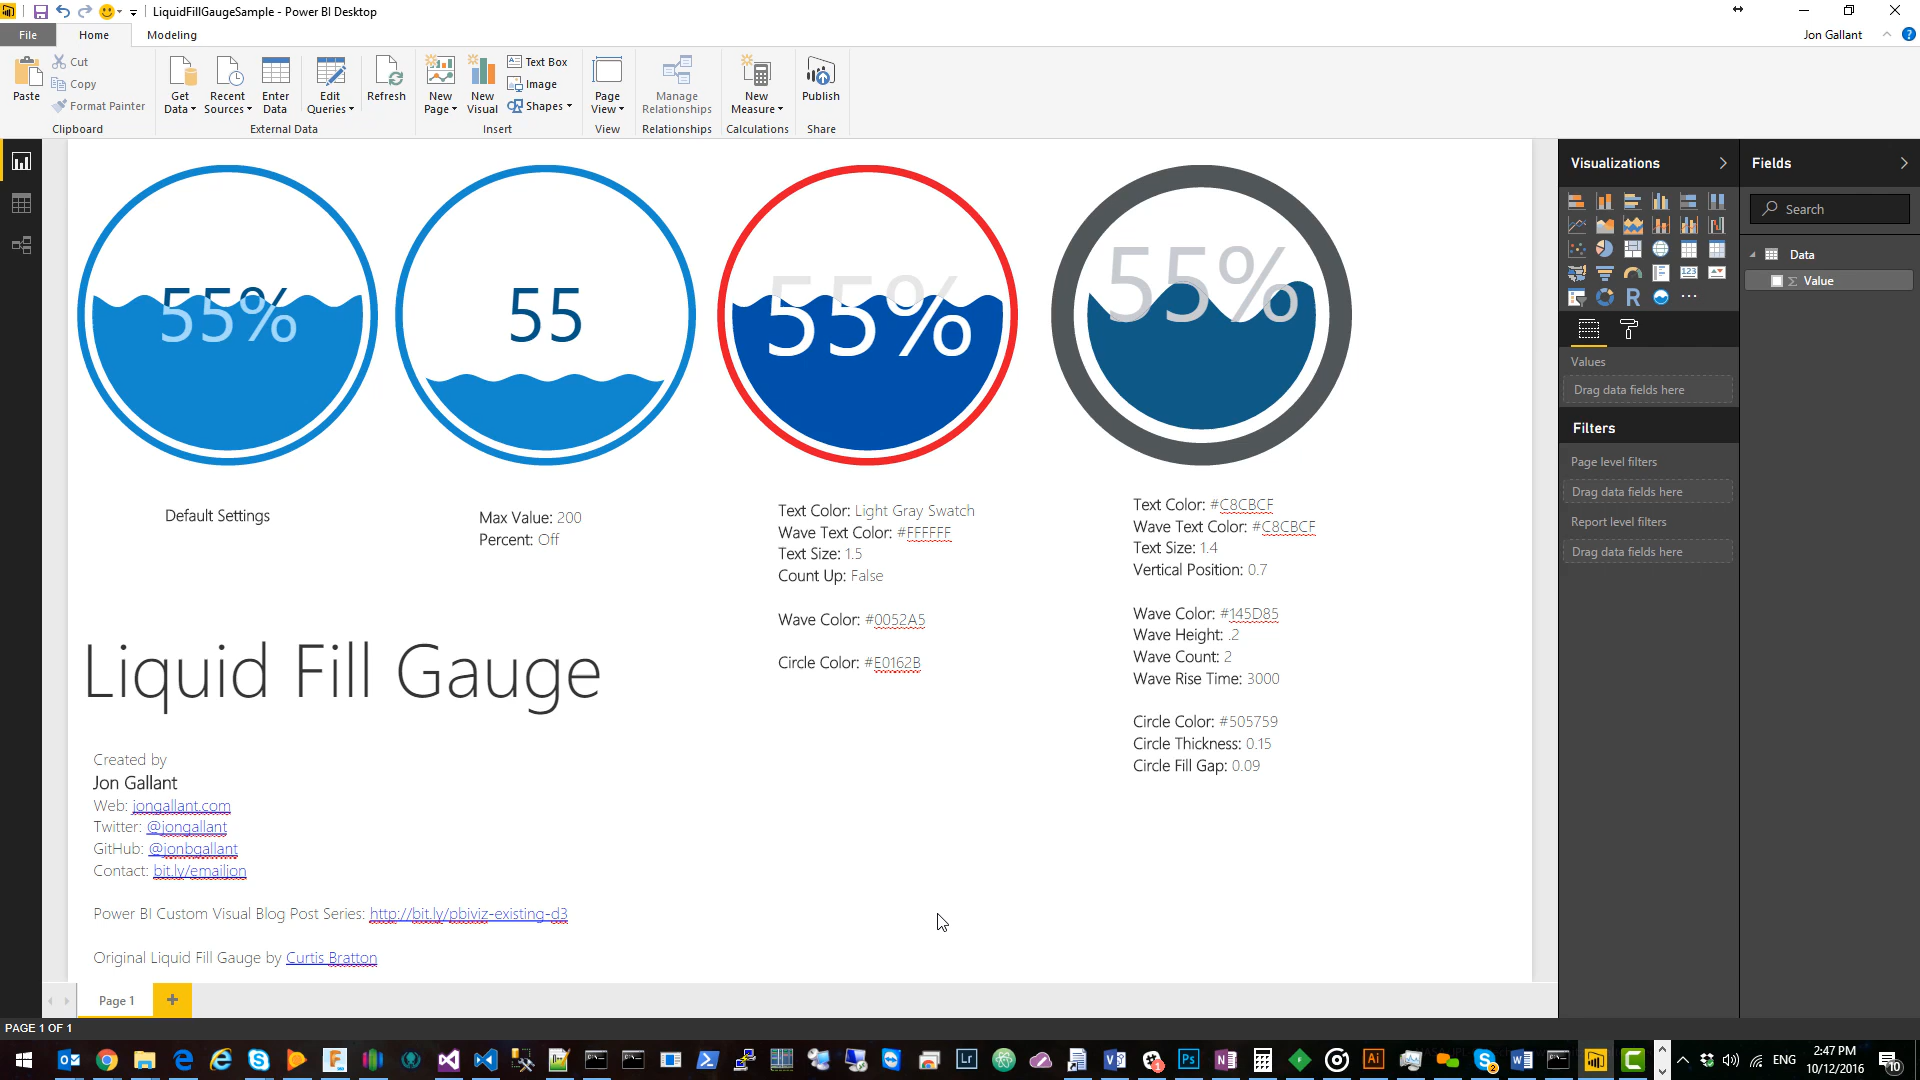 LiquidFillGaugeSample - Power BI Desktop
File
Home
Modeling
Jon Gallant
Paste
Cut
Copy
Format Painter
Clipboard
Get Data
Recent Sources
Enter Data
Edit Queries
Refresh
External Data
New Page
New Visual
Text Box
Image
Shapes
Insert
Page View
View
Manage Relationships
Relationships
New Measure
Calculations
Publish
Share
55%
55
55%
55%
Default Settings
Max Value: 200
Percent: Off
Text Color: Light Gray Swatch
Wave Text Color: #FFFFFF
Text Size: 1.5
Count Up: False
Wave Color: #0052A5
Circle Color: #E0162B
Text Color: #C8CBCF
Wave Text Color: #C8CBCF
Text Size: 1.4
Vertical Position: 0.7
Wave Color: #145D85
Wave Height: .2
Wave Count: 2
Wave Rise Time: 3000
Circle Color: #505759
Circle Thickness: 0.15
Circle Fill Gap: 0.09
Liquid Fill Gauge
Created by
Jon Gallant
Web: jongallant.com
Twitter: @jongallant
GitHub: @jonbgallant
Contact: bit.ly/emailjon
Power BI Custom Visual Blog Post Series: http://bit.ly/pbiviz-existing-d3
Original Liquid Fill Gauge by Curtis Bratton
Visualizations
Values
Drag data fields here
Filters
Page level filters
Drag data fields here
Report level filters
Drag data fields here
Fields
Search
Data
Value
Page 1
PAGE 1 OF 1
ENG
2:47 PM
10/12/2016